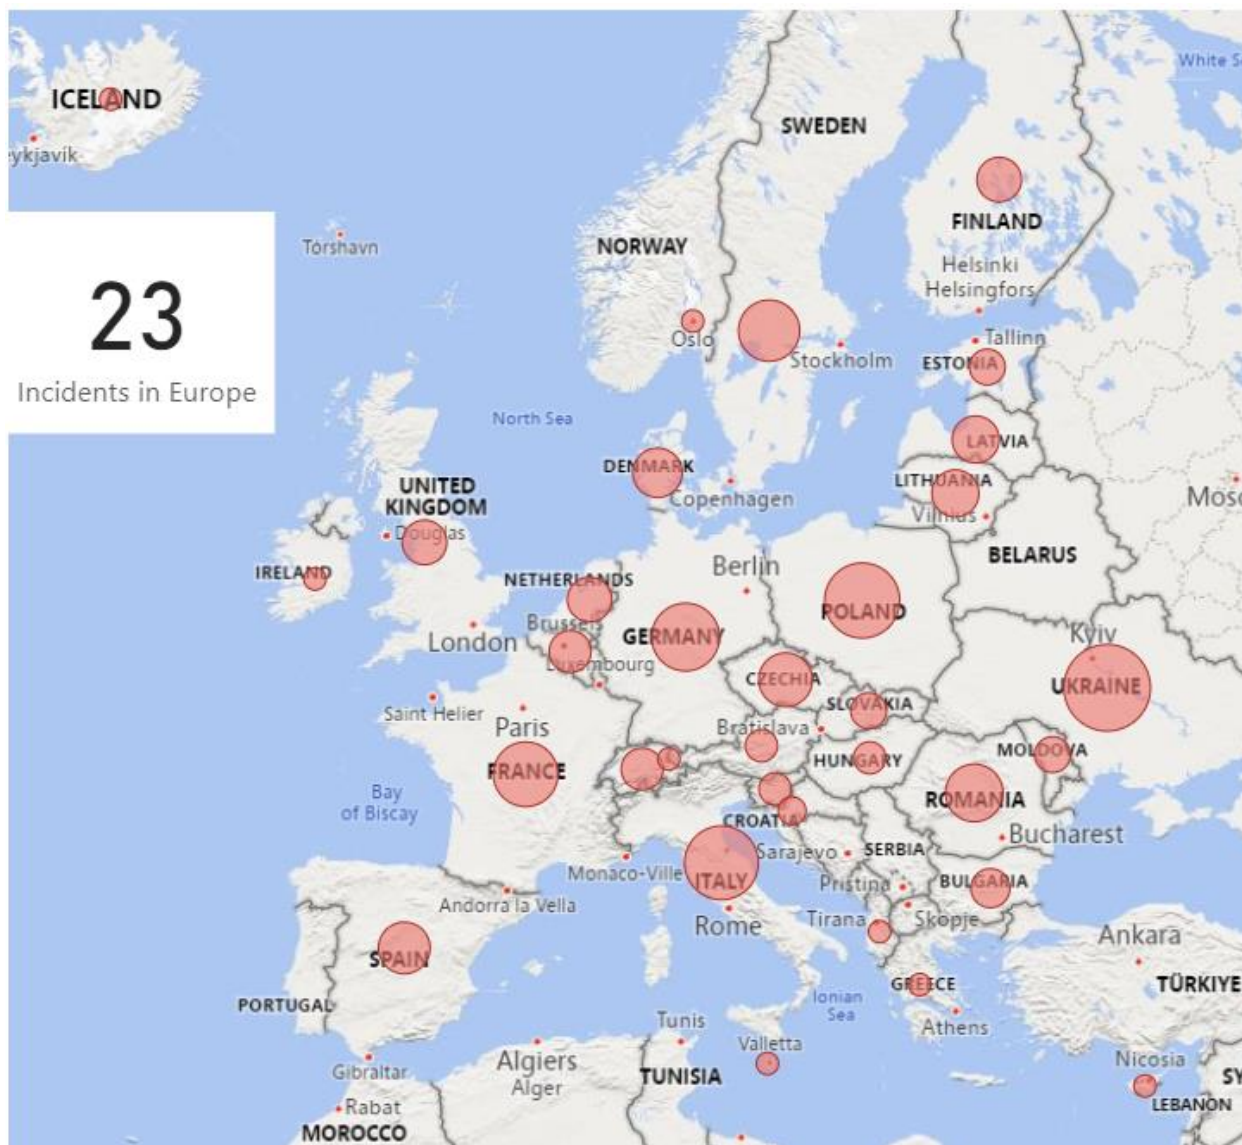 White S
ICELAND
eykjavík
SWEDEN
FINLAND
Tórshavn
NORWAY
Helsinki
Helsingfors
23
Incidents in Europe
Oslo
Stockholm
Tallinn
ESTONIA
North Sea
LATVIA
DENMARK
Copenhagen
LITHUANIA
Vilnius
Mosc
UNITED
KINGDOM
Douglas
BELARUS
IRELAND
NETHERLANDS
Berlin
POLAND
Brussels
London
GERMANY
Kyiv
Luxembourg
CZECHIA
UKRAINE
SLOVAKIA
Saint Helier
Paris
Bratislava
MOLDOVA
HUNGARY
FRANCE
Bay
of Biscay
ROMANIA
CROATIA
Bucharest
Sarajevo
SERBIA
Monaco-Ville
ITALY
Pristina
BULGARIA
Andorra la Vella
Rome
Tirana
Skopje
Ankara
SPAIN
GREECE
TÜRKIYE
PORTUGAL
Ionian
Sea
Athens
Tunis
Valletta
Nicosia
Gibraltar
Algiers
Alger
TUNISIA
SY
LEBANON
Rabat
MOROCCO